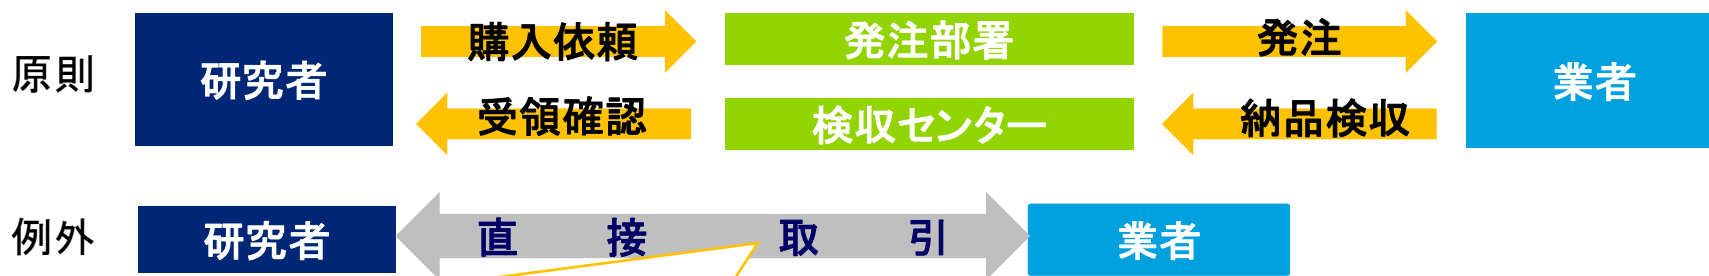 原則
研究者
購入依頼
発注部署
発注
業者
受領確認
検収センター
納品検収
例外
研究者
直接取引
業者